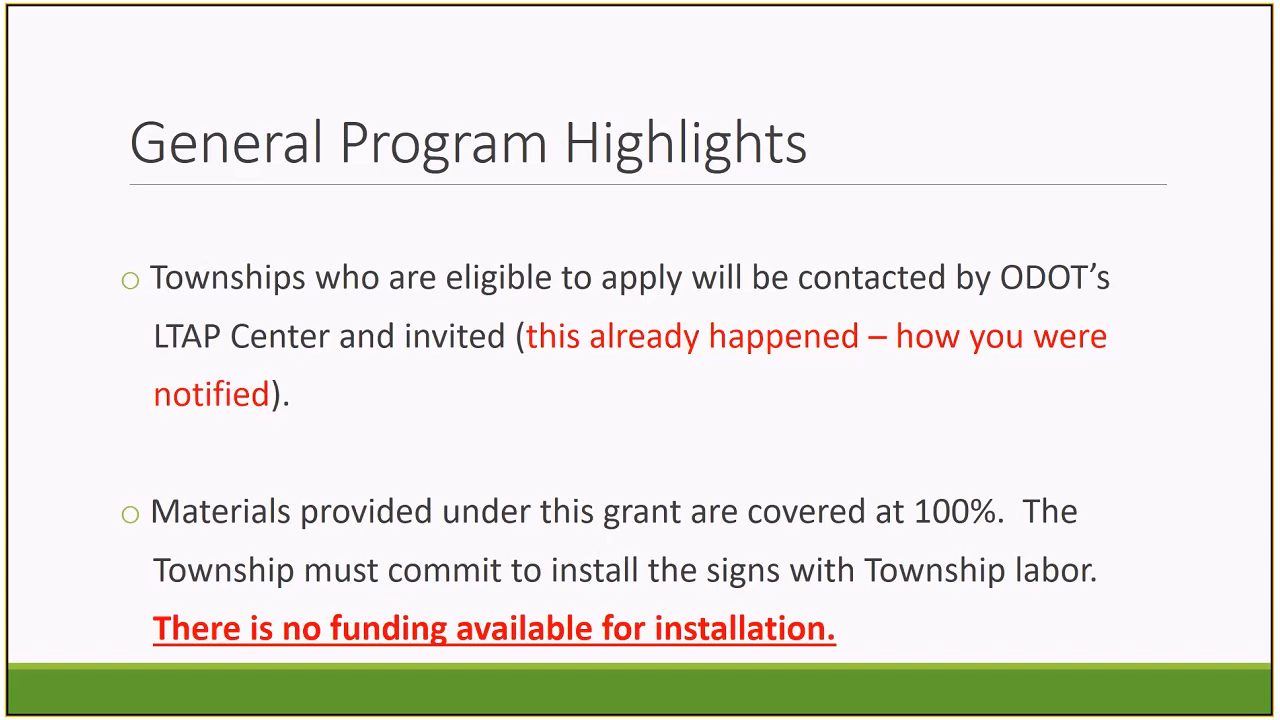 General Program Highlights
Townships who are eligible to apply will be contacted by ODOT’s
LTAP Center and invited (this already happened – how you were
notified).
Materials provided under this grant are covered at 100%.  The
Township must commit to install the signs with Township labor.
There is no funding available for installation.